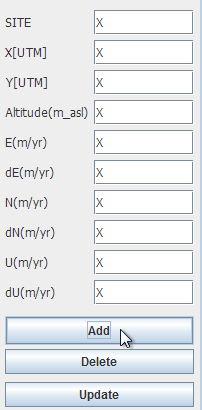 SITE X
X[UTM] X
Y[UTM] X
Altitude(m_asl) X
E(m/yr) X
dE(m/yr) X
N(m/yr) X
dN(m/yr) X
U(m/yr) X
dU(m/yr) X
Add
Delete
Update